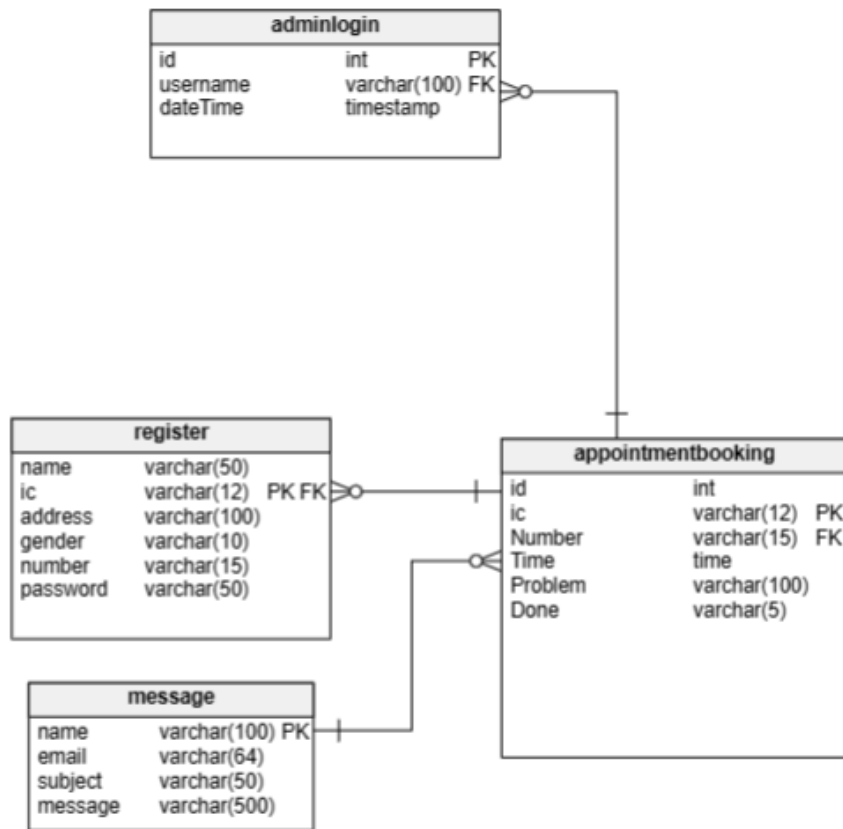 adminlogin
id int PK
username varchar(100) FK
dateTime timestamp
register
name varchar(50)
ic varchar(12) PK FK
address varchar(100)
gender varchar(10)
number varchar(15)
password varchar(50)
appointmentbooking
id int
ic varchar(12) PK
Number varchar(15) FK
Time time
Problem varchar(100)
Done varchar(5)
message
name varchar(100) PK
email varchar(64)
subject varchar(50)
message varchar(500)